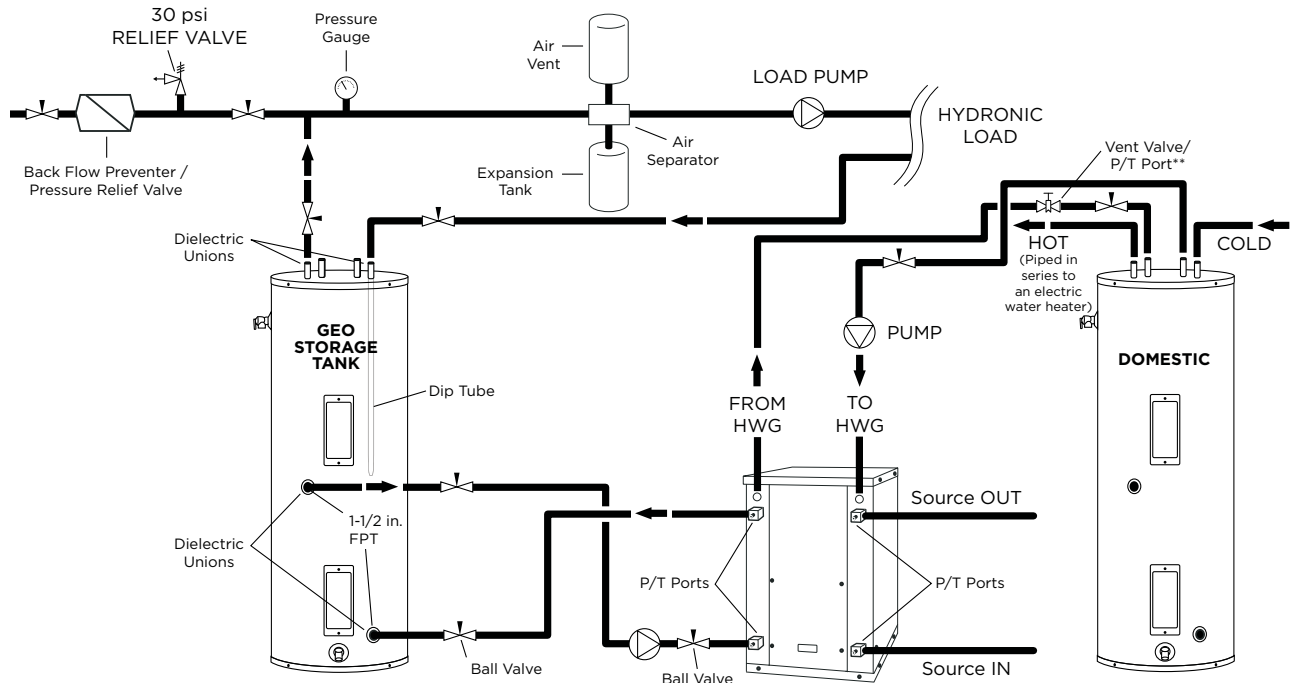 30 psi
RELIEF VALVE
Pressure
Gauge
Air
Vent
LOAD PUMP
HYDRONIC
LOAD
Air
Separator
Back Flow Preventer /
Pressure Relief Valve
Expansion
Tank
Vent Valve/
P/T Port**
Dielectric
Unions
HOT
(Piped in
series to
an electric
water heater)
COLD
GEO
STORAGE
TANK
PUMP
DOMESTIC
Dip Tube
FROM
HWG
TO
HWG
Source OUT
1-1/2 in.
FPT
Dielectric
Unions
P/T Ports
P/T Ports
Ball Valve
Ball Valve
Source IN